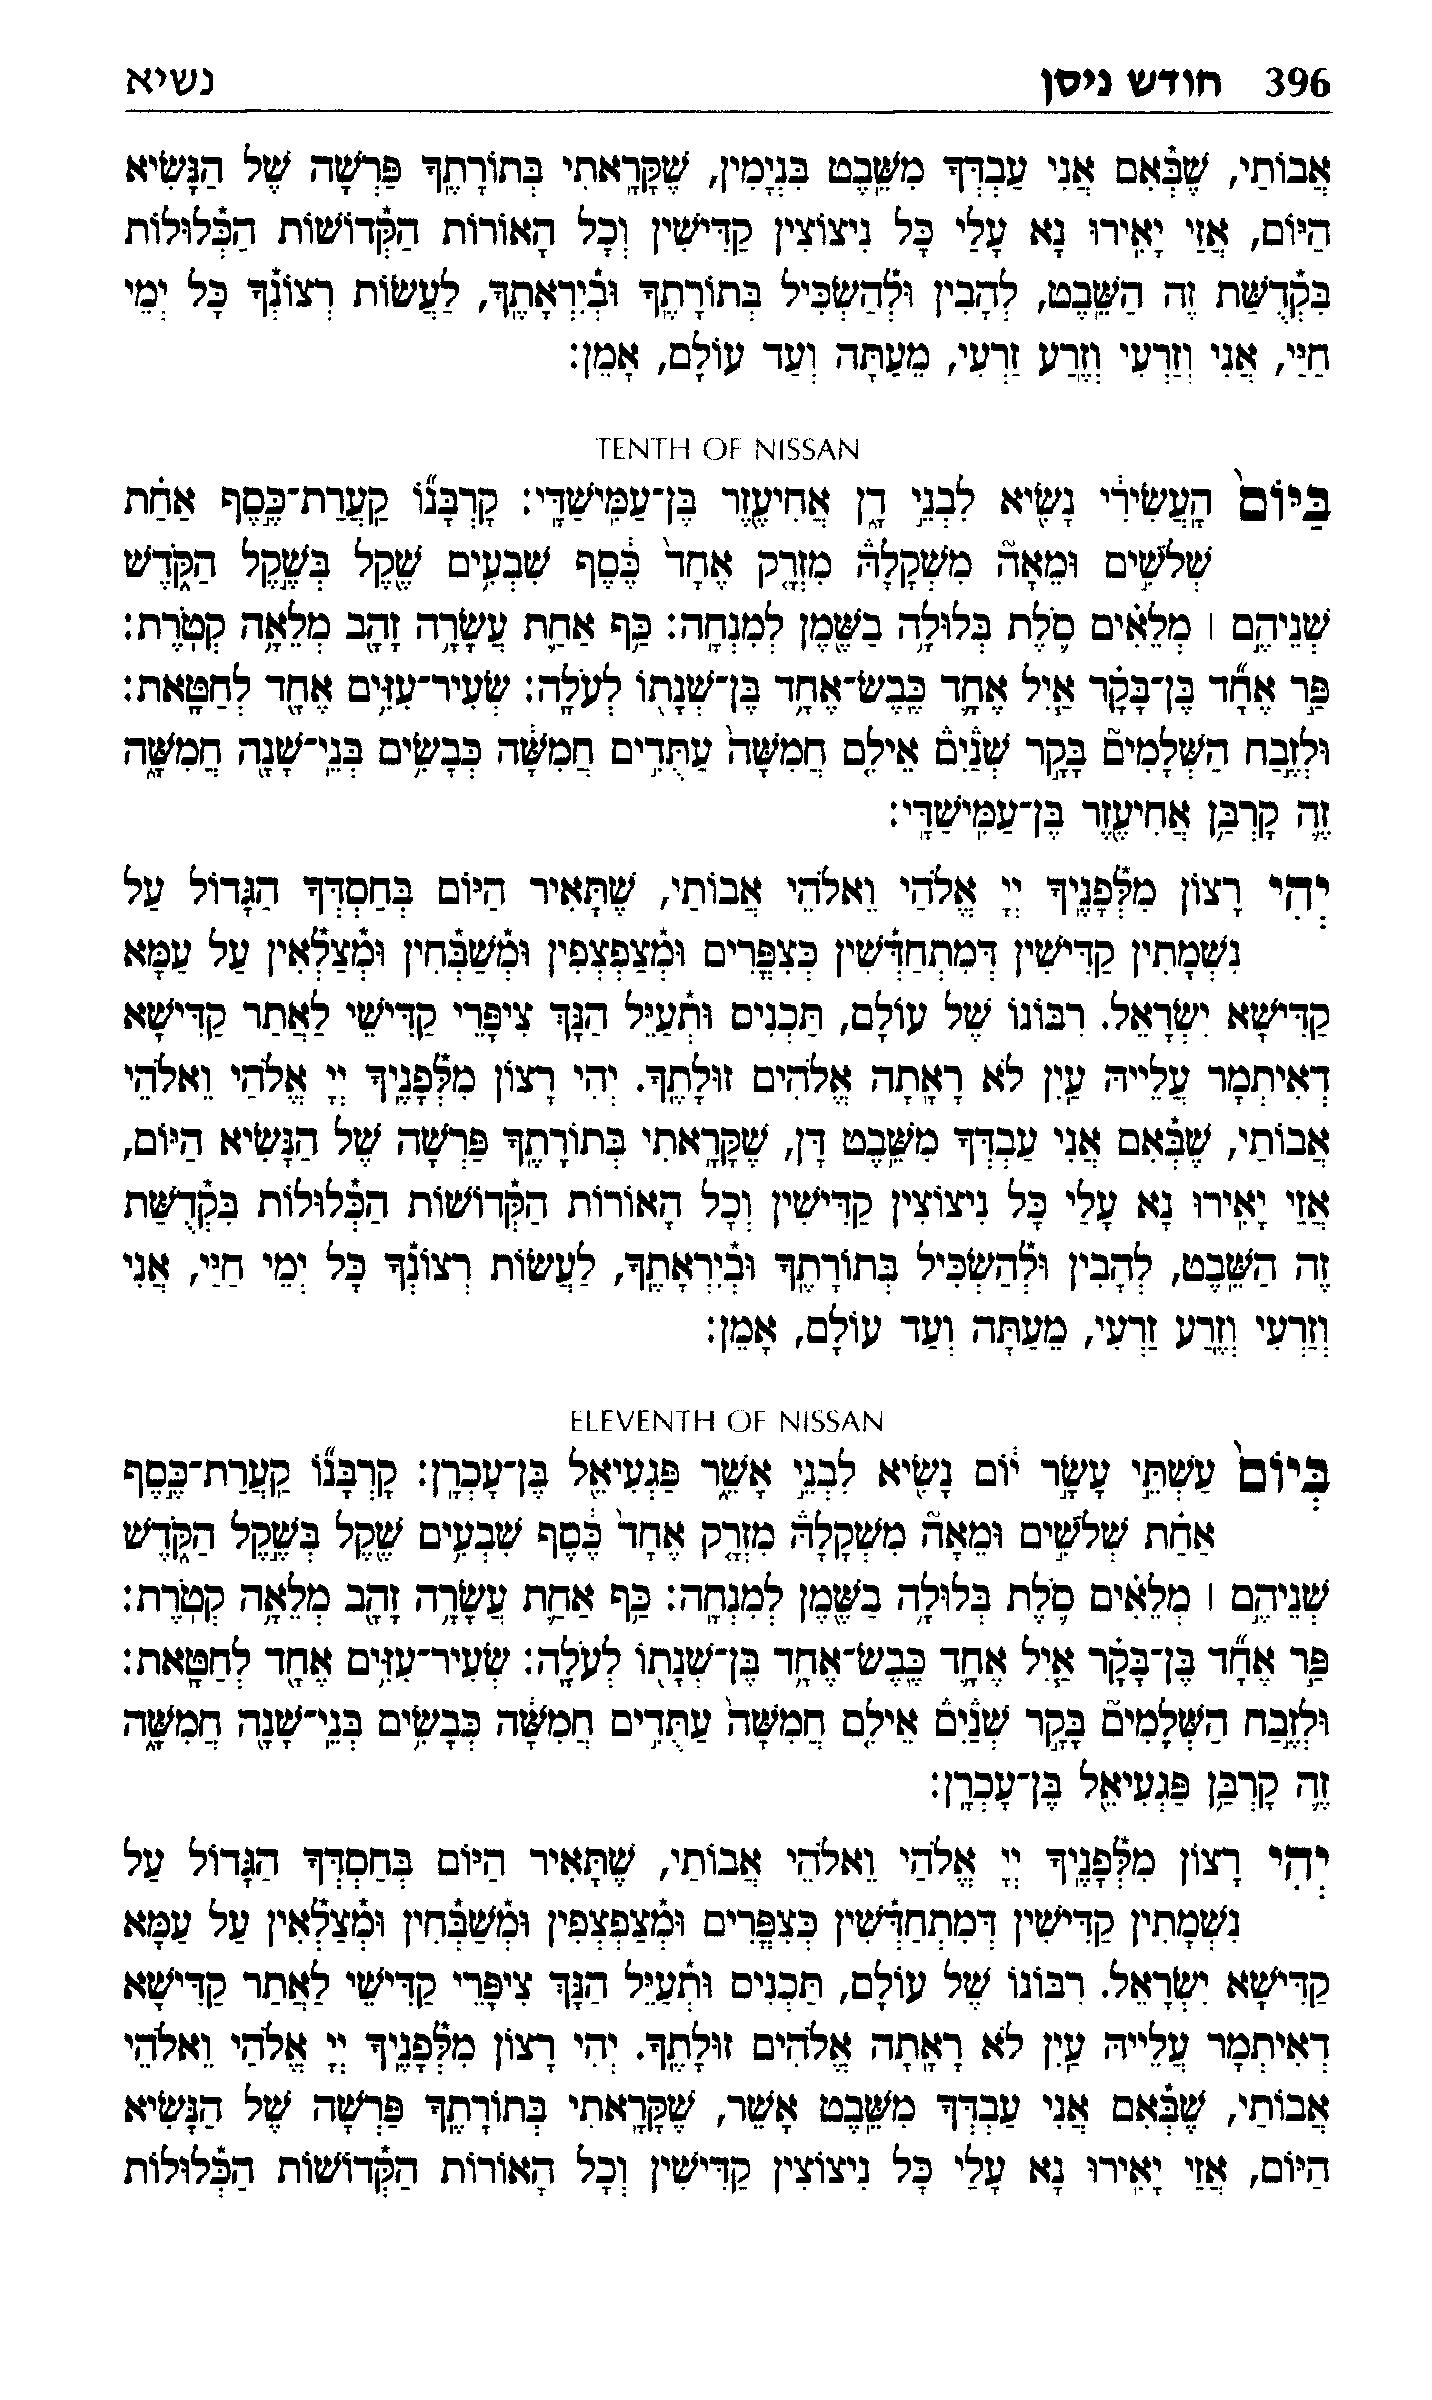 396 חודש ניסן נשיא
אֲבוֹתַי, שֶׁבְּאִם אֲנִי עַבְדְּךָ מִשֵּׁבֶט בִּנְיָמִין, שֶׁקָּרָאתִי בְּתוֹרָתֶךָ פַּרְשָׁה שֶׁל הַנָּשִׂיא
הַיּוֹם, אֲזַי יָאִירוּ נָא עָלַי כָּל נִיצוֹצִין קַדִּישִׁין וְכָל הָאוֹרוֹת הַקְּדוֹשׁוֹת הַכְּלוּלוֹת
בִּקְדֻשַּׁת זֶה הַשֵּׁבֶט, לְהָבִין וּלְהַשְׂכִּיל בְּתוֹרָתֶךָ וּבְיִרְאָתֶךָ, לַעֲשׂוֹת רְצוֹנְךָ כָּל יְמֵי
חַיַּי, אֲנִי וְזַרְעִי וְזֶרַע זַרְעִי, מֵעַתָּה וְעַד עוֹלָם, אָמֵן:
TENTH OF NISSAN
בַּיּוֹם֙ הָֽעֲשִׂירִ֔י נָשִׂ֖יא לִבְנֵ֣י דָ֑ן אֲחִיעֶ֖זֶר בֶּן־עַמִּֽישַׁדָּֽי: קָרְבָּנ֞וֹ קַֽעֲרַת־כֶּ֣סֶף אַחַ֗ת
שְׁלֹשִׁ֣ים וּמֵאָה֮ מִשְׁקָלָהּ֒ מִזְרָ֤ק אֶחָד֙ כֶּ֔סֶף שִׁבְעִ֥ים שֶׁ֖קֶל בְּשֶׁ֣קֶל הַקֹּ֑דֶשׁ
שְׁנֵיהֶ֣ם ׀ מְלֵאִ֗ים סֹ֛לֶת בְּלוּלָ֥ה בַשֶּׁ֖מֶן לְמִנְחָֽה: כַּ֥ף אַחַ֛ת עֲשָׂרָ֥ה זָהָ֖ב מְלֵאָ֥ה קְטֹֽרֶת:
פַּ֣ר אֶחָ֞ד בֶּן־בָּקָ֗ר אַ֧יִל אֶחָ֛ד כֶּֽבֶשׂ־אֶחָ֥ד בֶּן־שְׁנָת֖וֹ לְעֹלָֽה: שְׂעִיר־עִזִּ֥ים אֶחָ֖ד לְחַטָּֽאת:
וּלְזֶ֣בַח הַשְּׁלָמִים֮ בָּקָ֣ר שְׁנַ֒יִם֒ אֵילִ֤ם חֲמִשָּׁה֙ עַתֻּדִ֣ים חֲמִשָּׁ֔ה כְּבָשִׂ֥ים בְּנֵֽי־שָׁנָ֖ה חֲמִשָּׁ֑ה
זֶ֛ה קָרְבַּ֥ן אֲחִיעֶ֖זֶר בֶּן־עַמִּֽישַׁדָּֽי:
יְהִי רָצוֹן מִלְּפָנֶיךָ יְיָ אֱלֹהַי וֵאלֹהֵי אֲבוֹתַי, שֶׁתָּאִיר הַיּוֹם בְּחַסְדְּךָ הַגָּדוֹל עַל
נִשְׁמָתִין קַדִּישִׁין דְּמִתְחַדְּשִׁין כְּצִפֳּרִים וּמְצַפְצְפִין וּמְשַׁבְּחִין וּמְצַלְּאִין עַל עַמָּא
קַדִּישָׁא יִשְׂרָאֵל. רִבּוֹנוֹ שֶׁל עוֹלָם, תַּכְנִים וּתְעַיֵּל הַנָּךְ צִיפָּרֵי קַדִּישֵׁי לַאֲתַר קַדִּישָׁא
דְּאִיתְמָר עֲלֵיהּ עַיִן לֹא רָאָתָה אֱלֹהִים זוּלָתֶךָ. יְהִי רָצוֹן מִלְּפָנֶיךָ יְיָ אֱלֹהַי וֵאלֹהֵי
אֲבוֹתַי, שֶׁבְּאִם אֲנִי עַבְדְּךָ מִשֵּׁבֶט דָּן, שֶׁקָּרָאתִי בְּתוֹרָתֶךָ פַּרְשָׁה שֶׁל הַנָּשִׂיא הַיּוֹם,
אֲזַי יָאִירוּ נָא עָלַי כָּל נִיצוֹצִין קַדִּישִׁין וְכָל הָאוֹרוֹת הַקְּדוֹשׁוֹת הַכְּלוּלוֹת בִּקְדֻשַּׁת
זֶה הַשֵּׁבֶט, לְהָבִין וּלְהַשְׂכִּיל בְּתוֹרָתֶךָ וּבְיִרְאָתֶךָ, לַעֲשׂוֹת רְצוֹנְךָ כָּל יְמֵי חַיַּי, אֲנִי
וְזַרְעִי וְזֶרַע זַרְעִי, מֵעַתָּה וְעַד עוֹלָם, אָמֵן:
ELEVENTH OF NISSAN
בְּיוֹם֙ עַשְׁתֵּ֣י עָשָׂ֣ר י֔וֹם נָשִׂ֖יא לִבְנֵ֣י אָשֵׁ֑ר פַּגְעִיאֵ֖ל בֶּן־עָכְרָֽן: קָרְבָּנ֞וֹ קַֽעֲרַת־כֶּ֣סֶף
אַחַ֗ת שְׁלֹשִׁ֣ים וּמֵאָה֮ מִשְׁקָלָהּ֒ מִזְרָ֤ק אֶחָד֙ כֶּ֔סֶף שִׁבְעִ֥ים שֶׁ֖קֶל בְּשֶׁ֣קֶל הַקֹּ֑דֶשׁ
שְׁנֵיהֶ֣ם ׀ מְלֵאִ֗ים סֹ֛לֶת בְּלוּלָ֥ה בַשֶּׁ֖מֶן לְמִנְחָֽה: כַּ֥ף אַחַ֛ת עֲשָׂרָ֥ה זָהָ֖ב מְלֵאָ֥ה קְטֹֽרֶת:
פַּ֣ר אֶחָ֞ד בֶּן־בָּקָ֗ר אַ֧יִל אֶחָ֛ד כֶּֽבֶשׂ־אֶחָ֥ד בֶּן־שְׁנָת֖וֹ לְעֹלָֽה: שְׂעִיר־עִזִּ֥ים אֶחָ֖ד לְחַטָּֽאת:
וּלְזֶ֣בַח הַשְּׁלָמִים֮ בָּקָ֣ר שְׁנַ֒יִם֒ אֵילִ֤ם חֲמִשָּׁה֙ עַתֻּדִ֣ים חֲמִשָּׁ֔ה כְּבָשִׂ֥ים בְּנֵֽי־שָׁנָ֖ה חֲמִשָּׁ֑ה
זֶ֛ה קָרְבַּ֥ן פַּגְעִיאֵ֖ל בֶּן־עָכְרָֽן:
יְהִי רָצוֹן מִלְּפָנֶיךָ יְיָ אֱלֹהַי וֵאלֹהֵי אֲבוֹתַי, שֶׁתָּאִיר הַיּוֹם בְּחַסְדְּךָ הַגָּדוֹל עַל
נִשְׁמָתִין קַדִּישִׁין דְּמִתְחַדְּשִׁין כְּצִפֳּרִים וּמְצַפְצְפִין וּמְשַׁבְּחִין וּמְצַלְּאִין עַל עַמָּא
קַדִּישָׁא יִשְׂרָאֵל. רִבּוֹנוֹ שֶׁל עוֹלָם, תַּכְנִים וּתְעַיֵּל הַנָּךְ צִיפָּרֵי קַדִּישֵׁי לַאֲתַר קַדִּישָׁא
דְּאִיתְמָר עֲלֵיהּ עַיִן לֹא רָאָתָה אֱלֹהִים זוּלָתֶךָ. יְהִי רָצוֹן מִלְּפָנֶיךָ יְיָ אֱלֹהַי וֵאלֹהֵי
אֲבוֹתַי, שֶׁבְּאִם אֲנִי עַבְדְּךָ מִשֵּׁבֶט אָשֵׁר, שֶׁקָּרָאתִי בְּתוֹרָתֶךָ פַּרְשָׁה שֶׁל הַנָּשִׂיא
הַיּוֹם, אֲזַי יָאִירוּ נָא עָלַי כָּל נִיצוֹצִין קַדִּישִׁין וְכָל הָאוֹרוֹת הַקְּדוֹשׁוֹת הַכְּלוּלוֹת